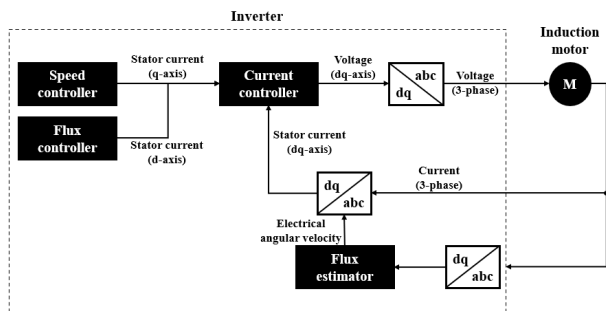 Inverter
Induction
motor
Stator current
(q-axis)
Voltage
(dq-axis)
Speed
controller
Current
controller
abc
dq
Voltage
(3-phase)
M
Flux
controller
Stator current
(d-axis)
Stator current
(dq-axis)
Current
(3-phase)
dq
abc
Electrical
angular velocity
Flux
estimator
dq
abc